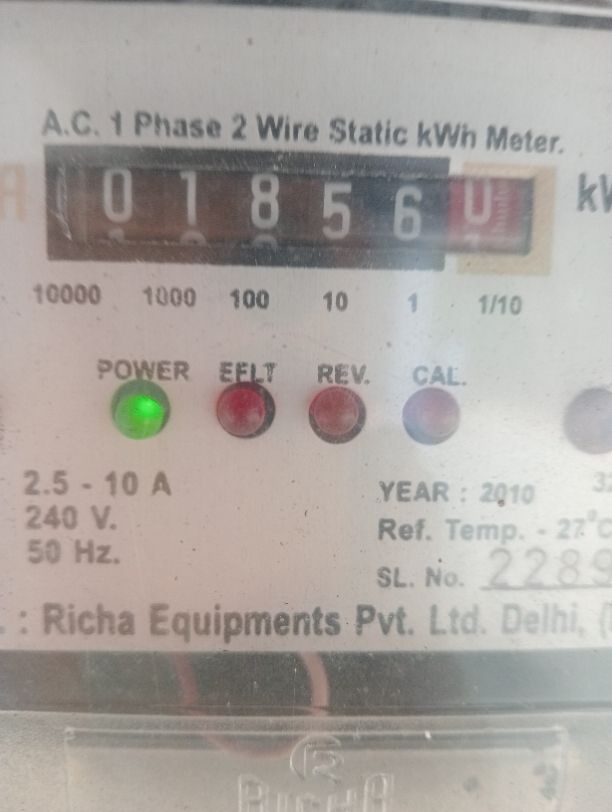 A.C. 1 Phase 2 Wire Static kWh Meter.
0 1 8 5 6 0
10000 1000 100 10 1 1/10
POWER EFLT REV. CAL.
2.5 - 10 A
240 V.
50 Hz.
YEAR : 2010
Ref. Temp. - 27°c
SL. No. 2289
: Richa Equipments Pvt. Ltd. Delhi, (
RICHA